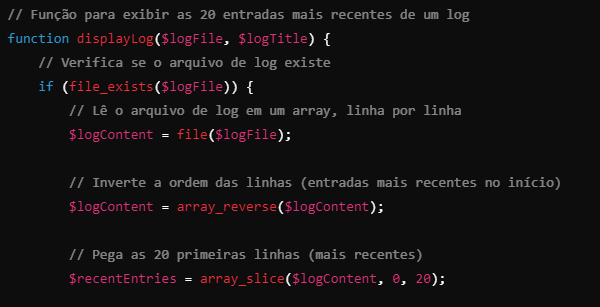 // Função para exibir as 20 entradas mais recentes de um log
function displayLog($logFile, $logTitle) {
    // Verifica se o arquivo de log existe
    if (file_exists($logFile)) {
        // Lê o arquivo de log em um array, linha por linha
        $logContent = file($logFile);

        // Inverte a ordem das linhas (entradas mais recentes no início)
        $logContent = array_reverse($logContent);

        // Pega as 20 primeiras linhas (mais recentes)
        $recentEntries = array_slice($logContent, 0, 20);